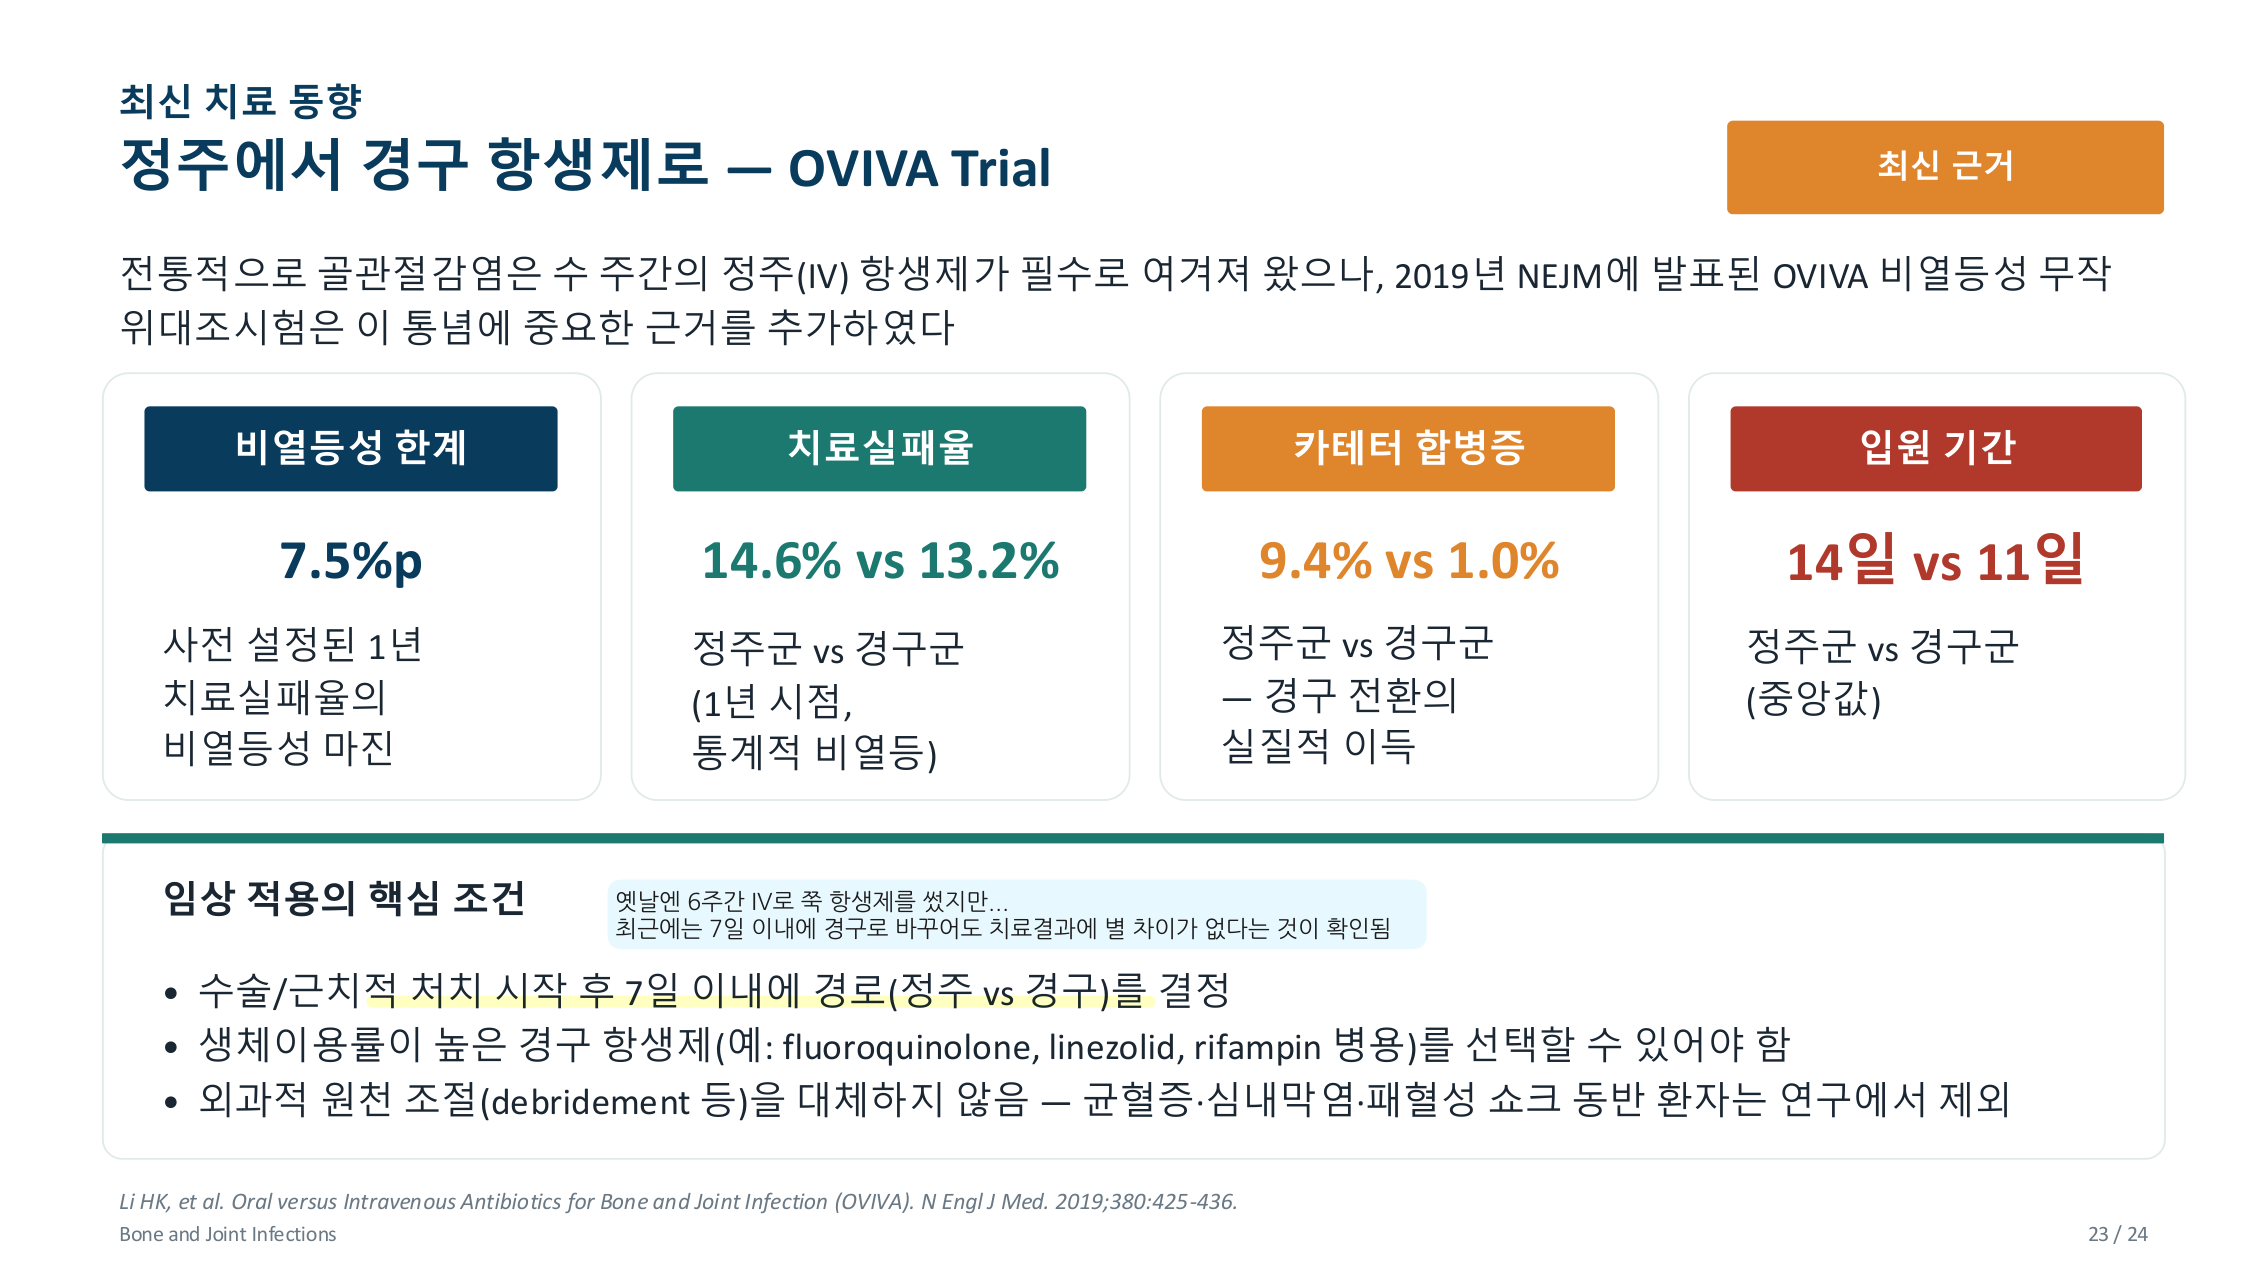 최신 치료 동향
정주에서 경구 항생제로 — OVIVA Trial
최신 근거
전통적으로 골관절감염은 수 주간의 정주(IV) 항생제가 필수로 여겨져 왔으나, 2019년 NEJM에 발표된 OVIVA 비열등성 무작
위대조시험은 이 통념에 중요한 근거를 추가하였다
비열등성 한계
7.5%p
사전 설정된 1년
치료실패율의
비열등성 마진
치료실패율
14.6% vs 13.2%
정주군 vs 경구군
(1년 시점,
통계적 비열등)
카테터 합병증
9.4% vs 1.0%
정주군 vs 경구군
— 경구 전환의
실질적 이득
입원 기간
14일 vs 11일
정주군 vs 경구군
(중앙값)
임상 적용의 핵심 조건
옛날엔 6주간 IV로 쭉 항생제를 썼지만...
최근에는 7일 이내에 경구로 바꾸어도 치료결과에 별 차이가 없다는 것이 확인됨
• 수술/근치적 처치 시작 후 7일 이내에 경로(정주 vs 경구)를 결정
• 생체이용률이 높은 경구 항생제(예: fluoroquinolone, linezolid, rifampin 병용)를 선택할 수 있어야 함
• 외과적 원천 조절(debridement 등)을 대체하지 않음 — 균혈증·심내막염·패혈성 쇼크 동반 환자는 연구에서 제외
Li HK, et al. Oral versus Intravenous Antibiotics for Bone and Joint Infection (OVIVA). N Engl J Med. 2019;380:425-436.
Bone and Joint Infections
23 / 24